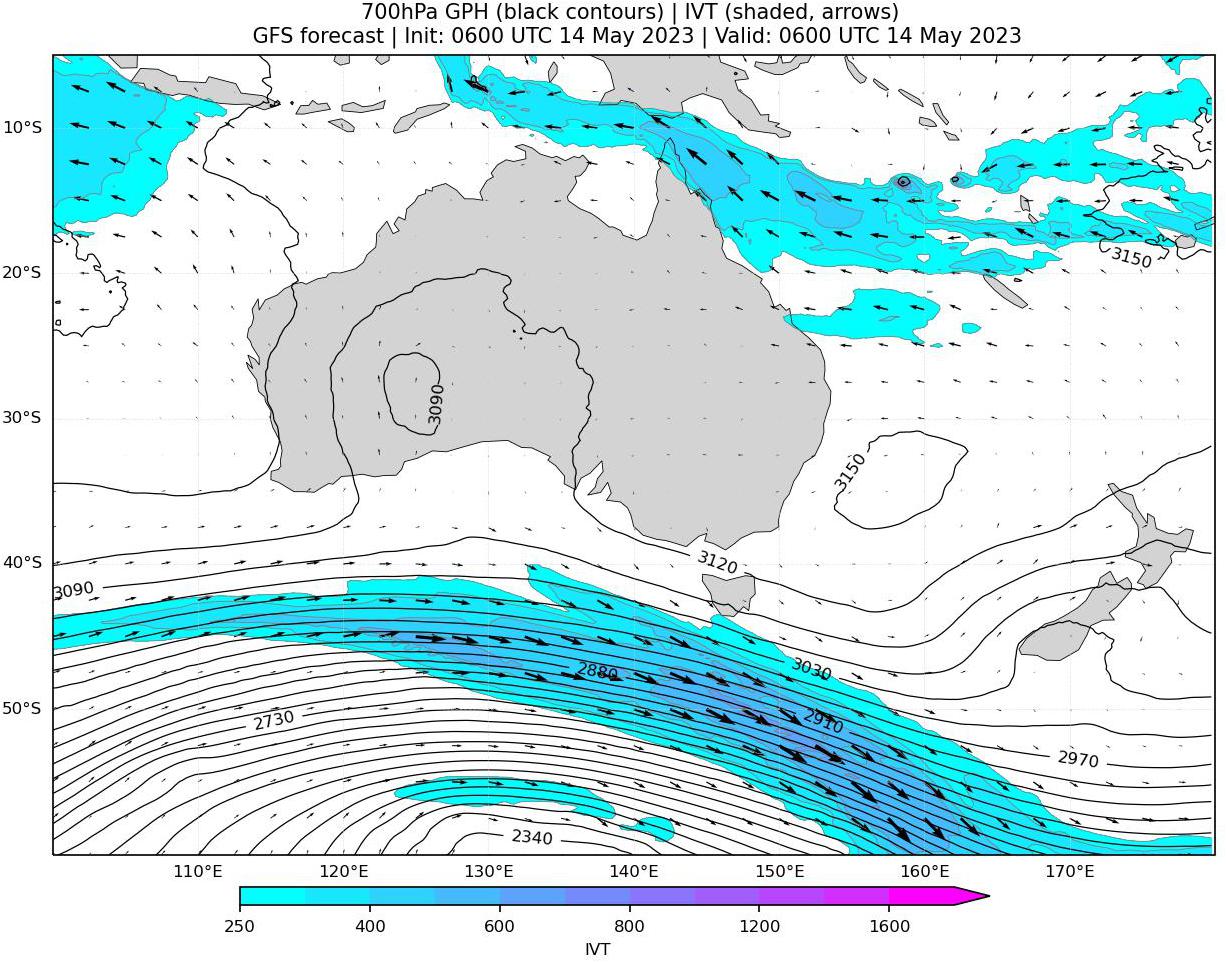 700hPa GPH (black contours) | IVT (shaded, arrows)
GFS forecast | Init: 0600 UTC 14 May 2023 | Valid: 0600 UTC 14 May 2023
10°S
3150
20°S
3090
30°S
3150
40°S
3120
3090
2880
3030
50°S
2730
2910
2970
2340
110°E 120°E 130°E 140°E 150°E 160°E 170°E
250 400 600 800 1200 1600
IVT